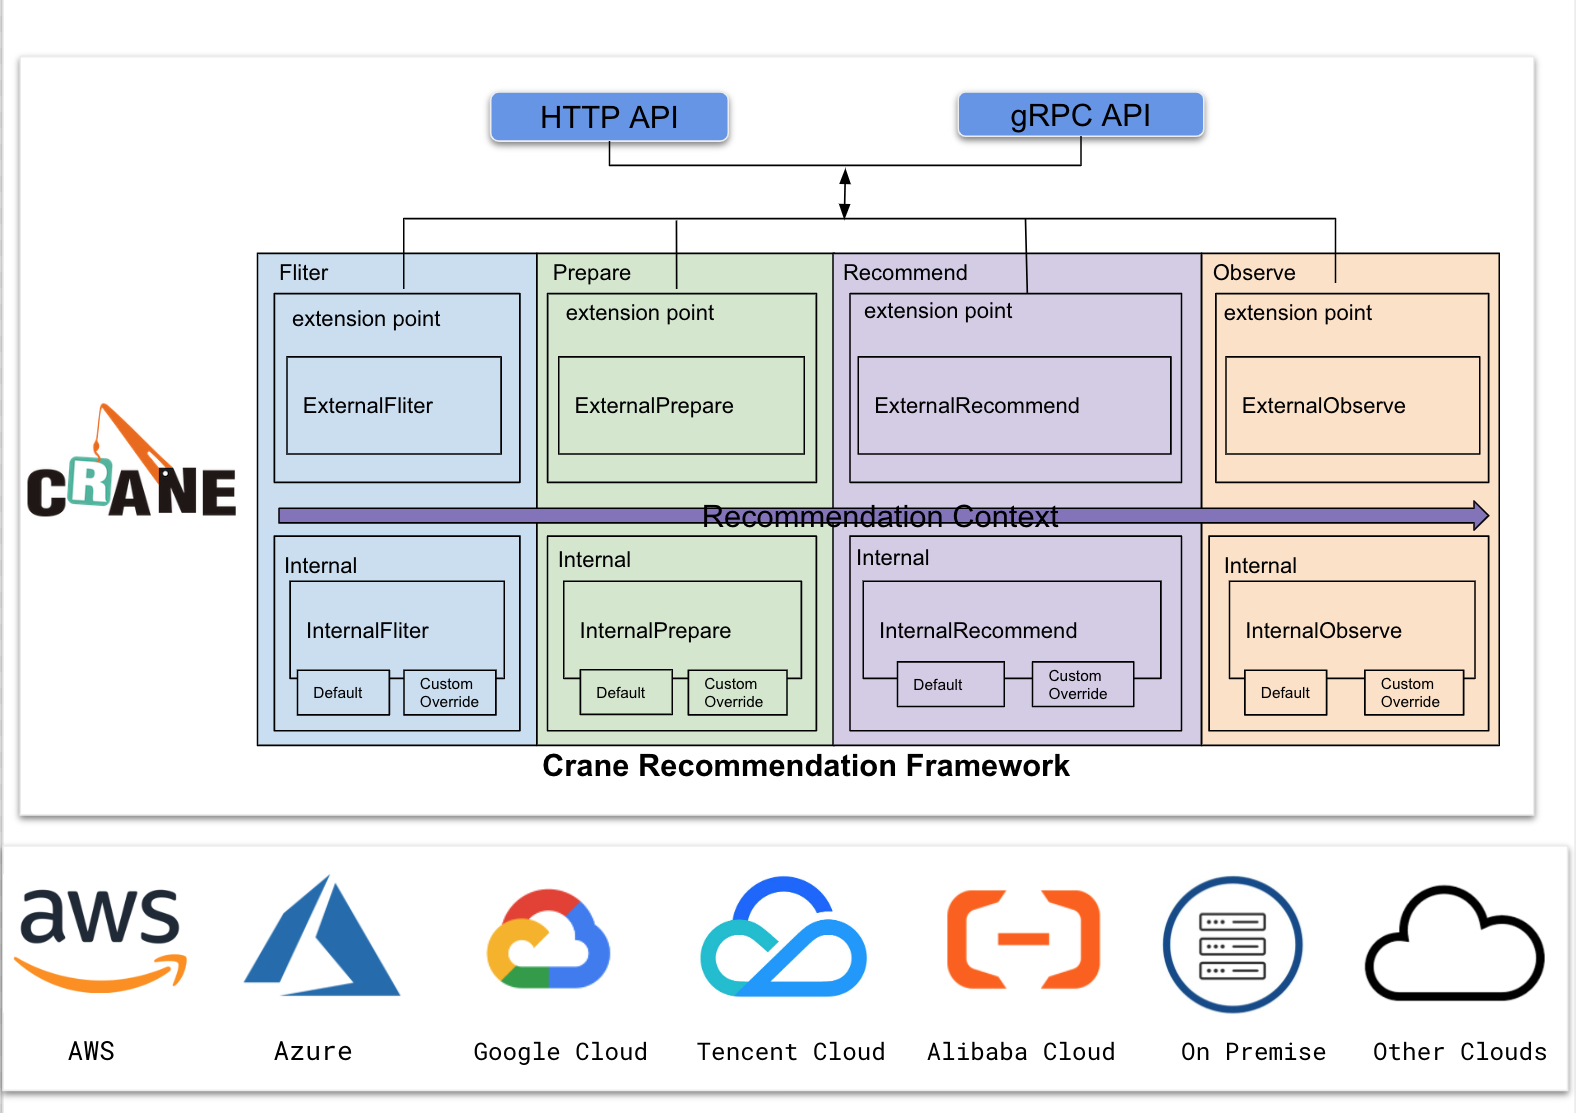 HTTP API
gRPC API
Fliter
Prepare
Recommend
Observe
extension point
extension point
extension point
extension point
ExternalFliter
ExternalPrepare
ExternalRecommend
ExternalObserve
CRANE
Recommendation Context
Internal
Internal
Internal
Internal
InternalFliter
InternalPrepare
InternalRecommend
InternalObserve
Default
Custom
Override
Default
Custom
Override
Default
Custom
Override
Default
Custom
Override
Crane Recommendation Framework
aws
AWS
Azure
Google Cloud
Tencent Cloud
Alibaba Cloud
On Premise
Other Clouds